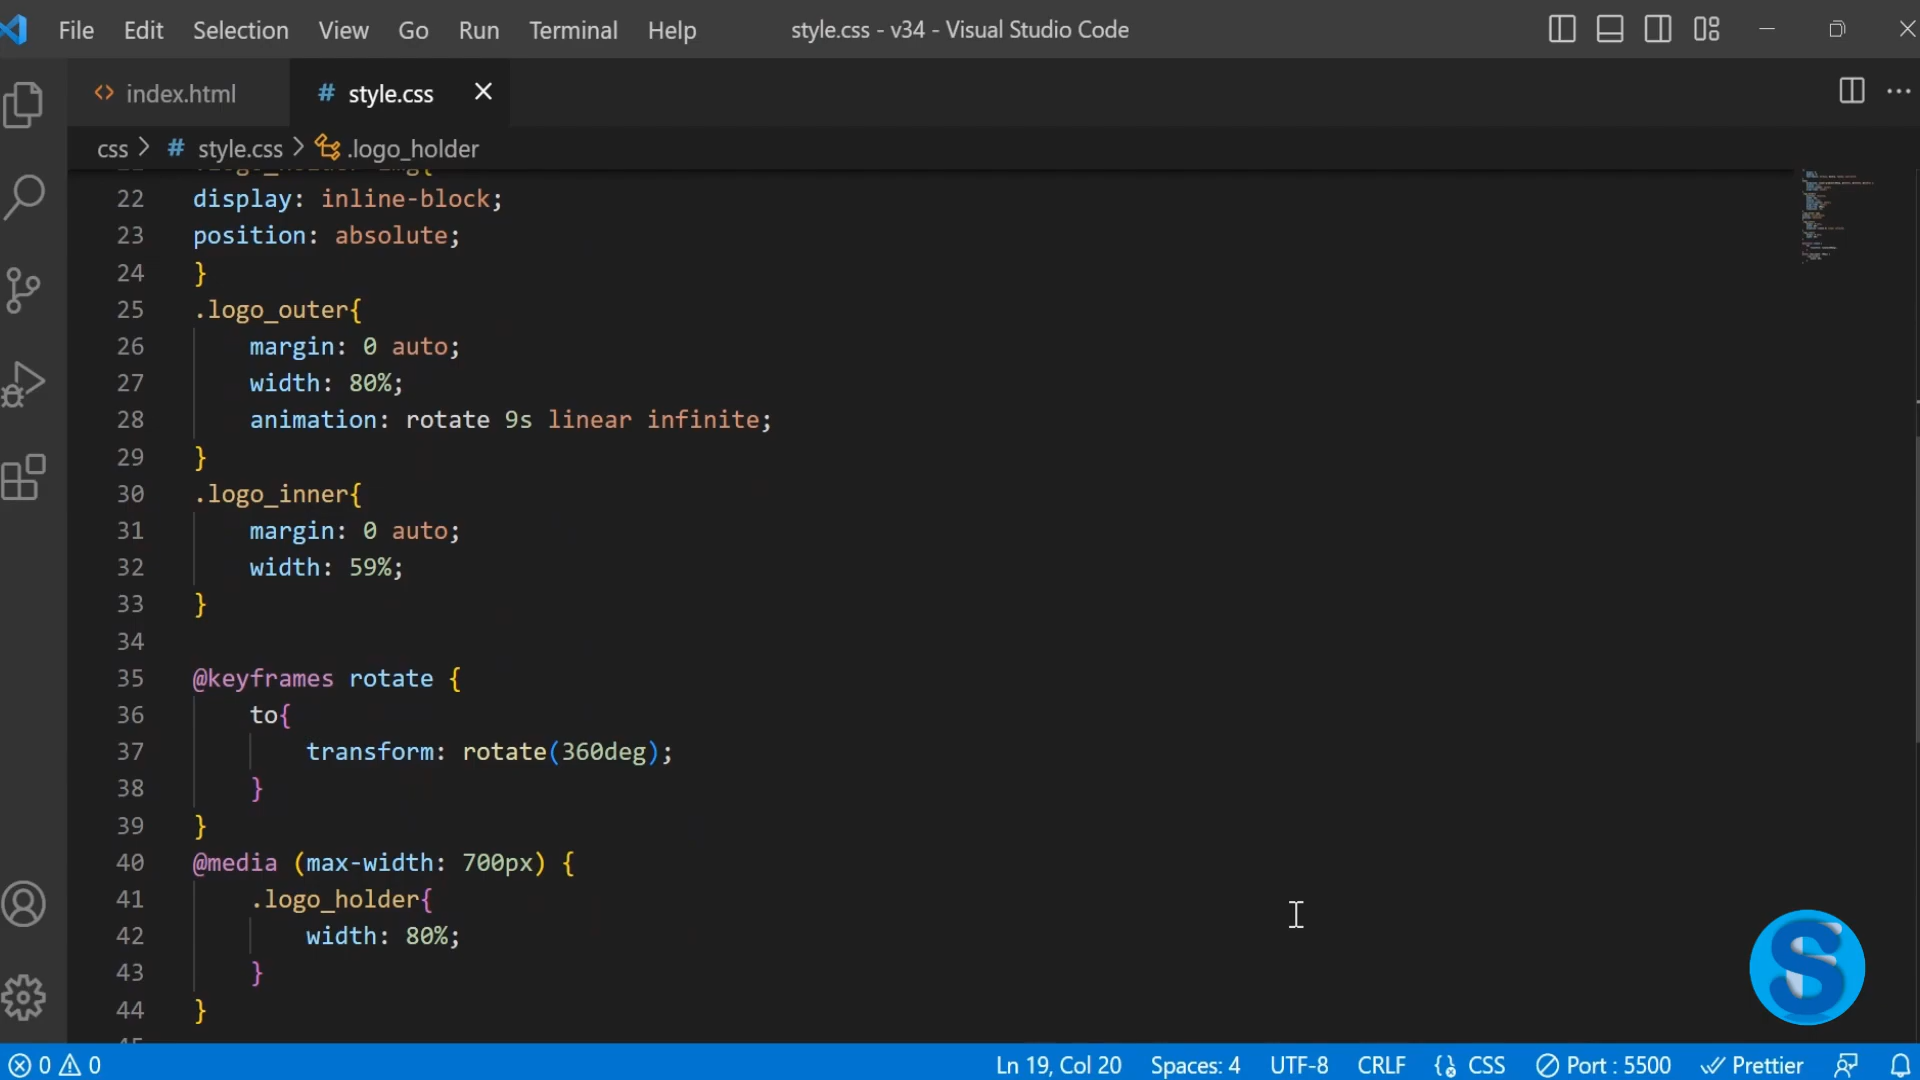 File Edit Selection View Go Run Terminal Help style.css - v34 - Visual Studio Code
<> index.html # style.css
css > # style.css > .logo_holder
22 display: inline-block;
23 position: absolute;
24 }
25 .logo_outer{
26 margin: 0 auto;
27 width: 80%;
28 animation: rotate 9s linear infinite;
29 }
30 .logo_inner{
31 margin: 0 auto;
32 width: 59%;
33 }
34
35 @keyframes rotate {
36 to{
37 transform: rotate(360deg);
38 }
39 }
40 @media (max-width: 700px) {
41 .logo_holder{
42 width: 80%;
43 }
44 }
S
0 0 Ln 19, Col 20 Spaces: 4 UTF-8 CRLF {} CSS Port : 5500 Prettier